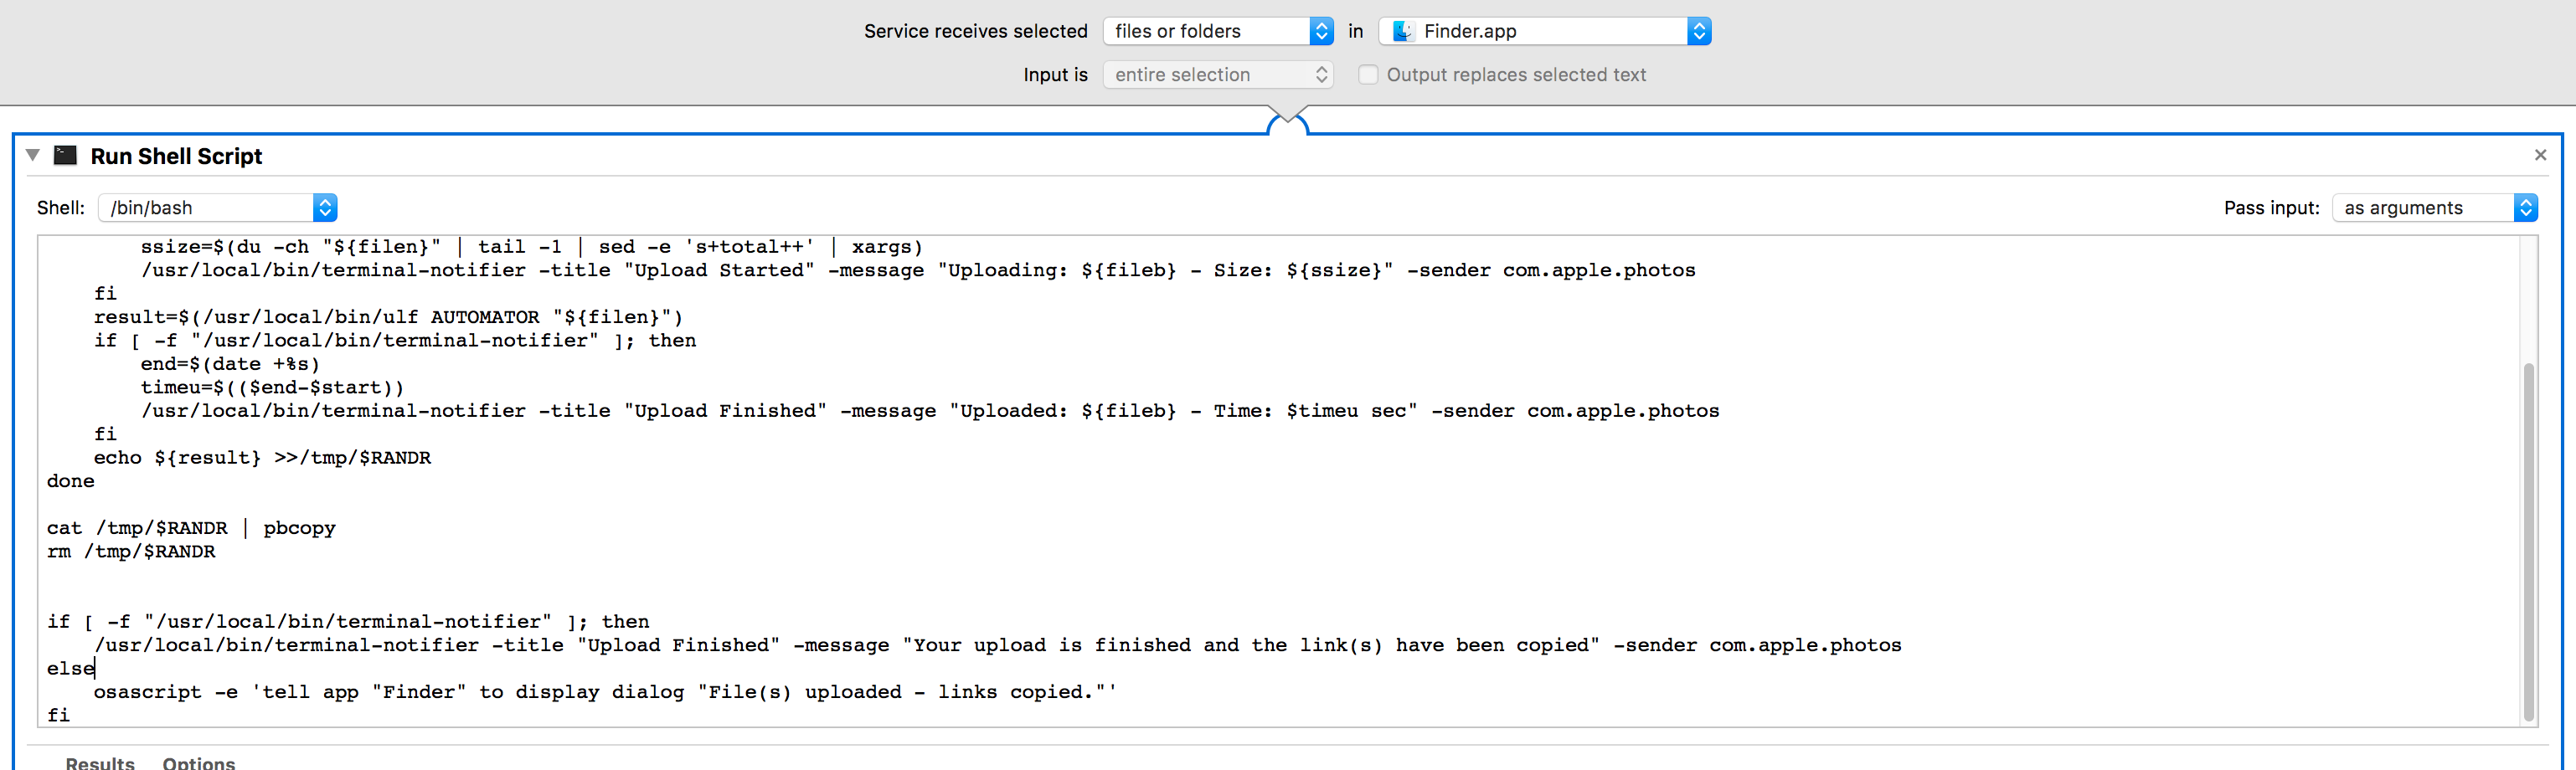 Service receives selected files or folders in Finder.app
Input is entire selection Output replaces selected text
Run Shell Script
Shell: /bin/bash Pass input: as arguments
ssize=$(du -ch "${filen}" | tail -1 | sed -e 's+total++' | xargs)
/usr/local/bin/terminal-notifier -title "Upload Started" -message "Uploading: ${fileb} - Size: ${ssize}" -sender com.apple.photos
fi
result=$(/usr/local/bin/ulf AUTOMATOR "${filen}")
if [ -f "/usr/local/bin/terminal-notifier" ]; then
end=$(date +%s)
timeu=$(($end-$start))
/usr/local/bin/terminal-notifier -title "Upload Finished" -message "Uploaded: ${fileb} - Time: $timeu sec" -sender com.apple.photos
fi
echo ${result} >>/tmp/$RANDR
done
cat /tmp/$RANDR | pbcopy
rm /tmp/$RANDR
if [ -f "/usr/local/bin/terminal-notifier" ]; then
/usr/local/bin/terminal-notifier -title "Upload Finished" -message "Your upload is finished and the link(s) have been copied" -sender com.apple.photos
else
osascript -e 'tell app "Finder" to display dialog "File(s) uploaded - links copied."'
fi
Results Options